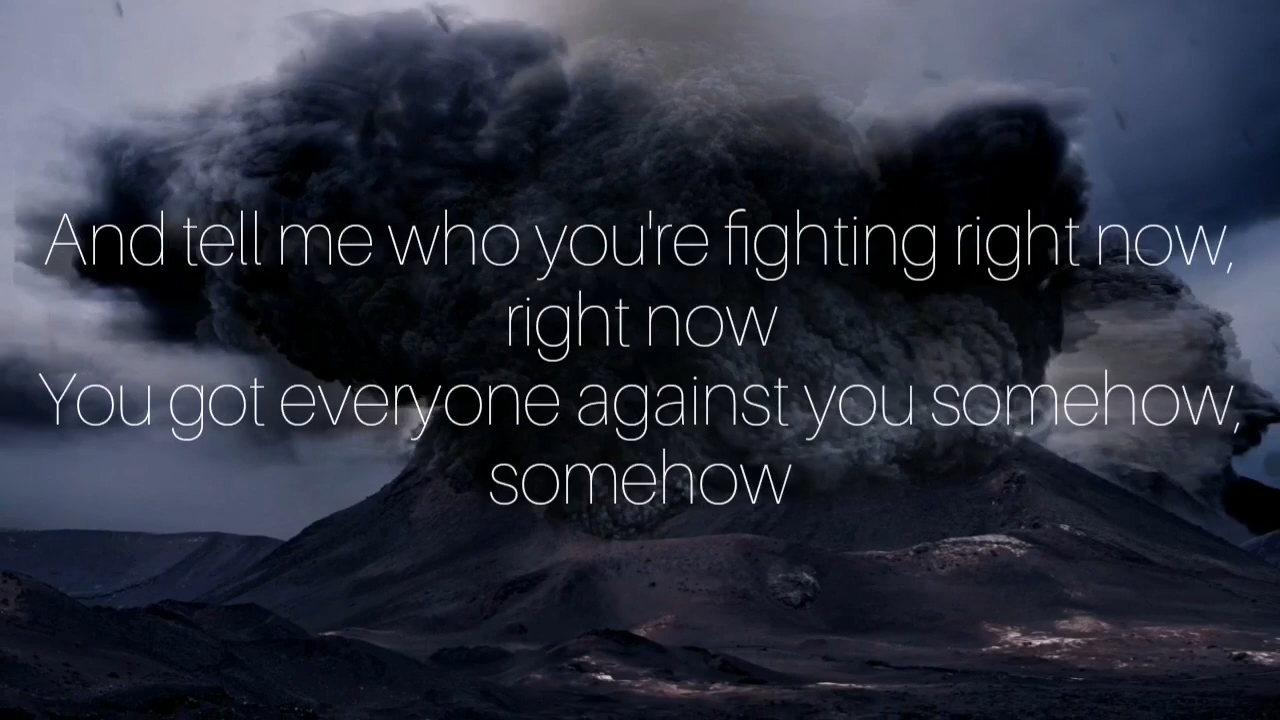 And tell me who you're fighting right now,
right now
You got everyone against you somehow,
somehow